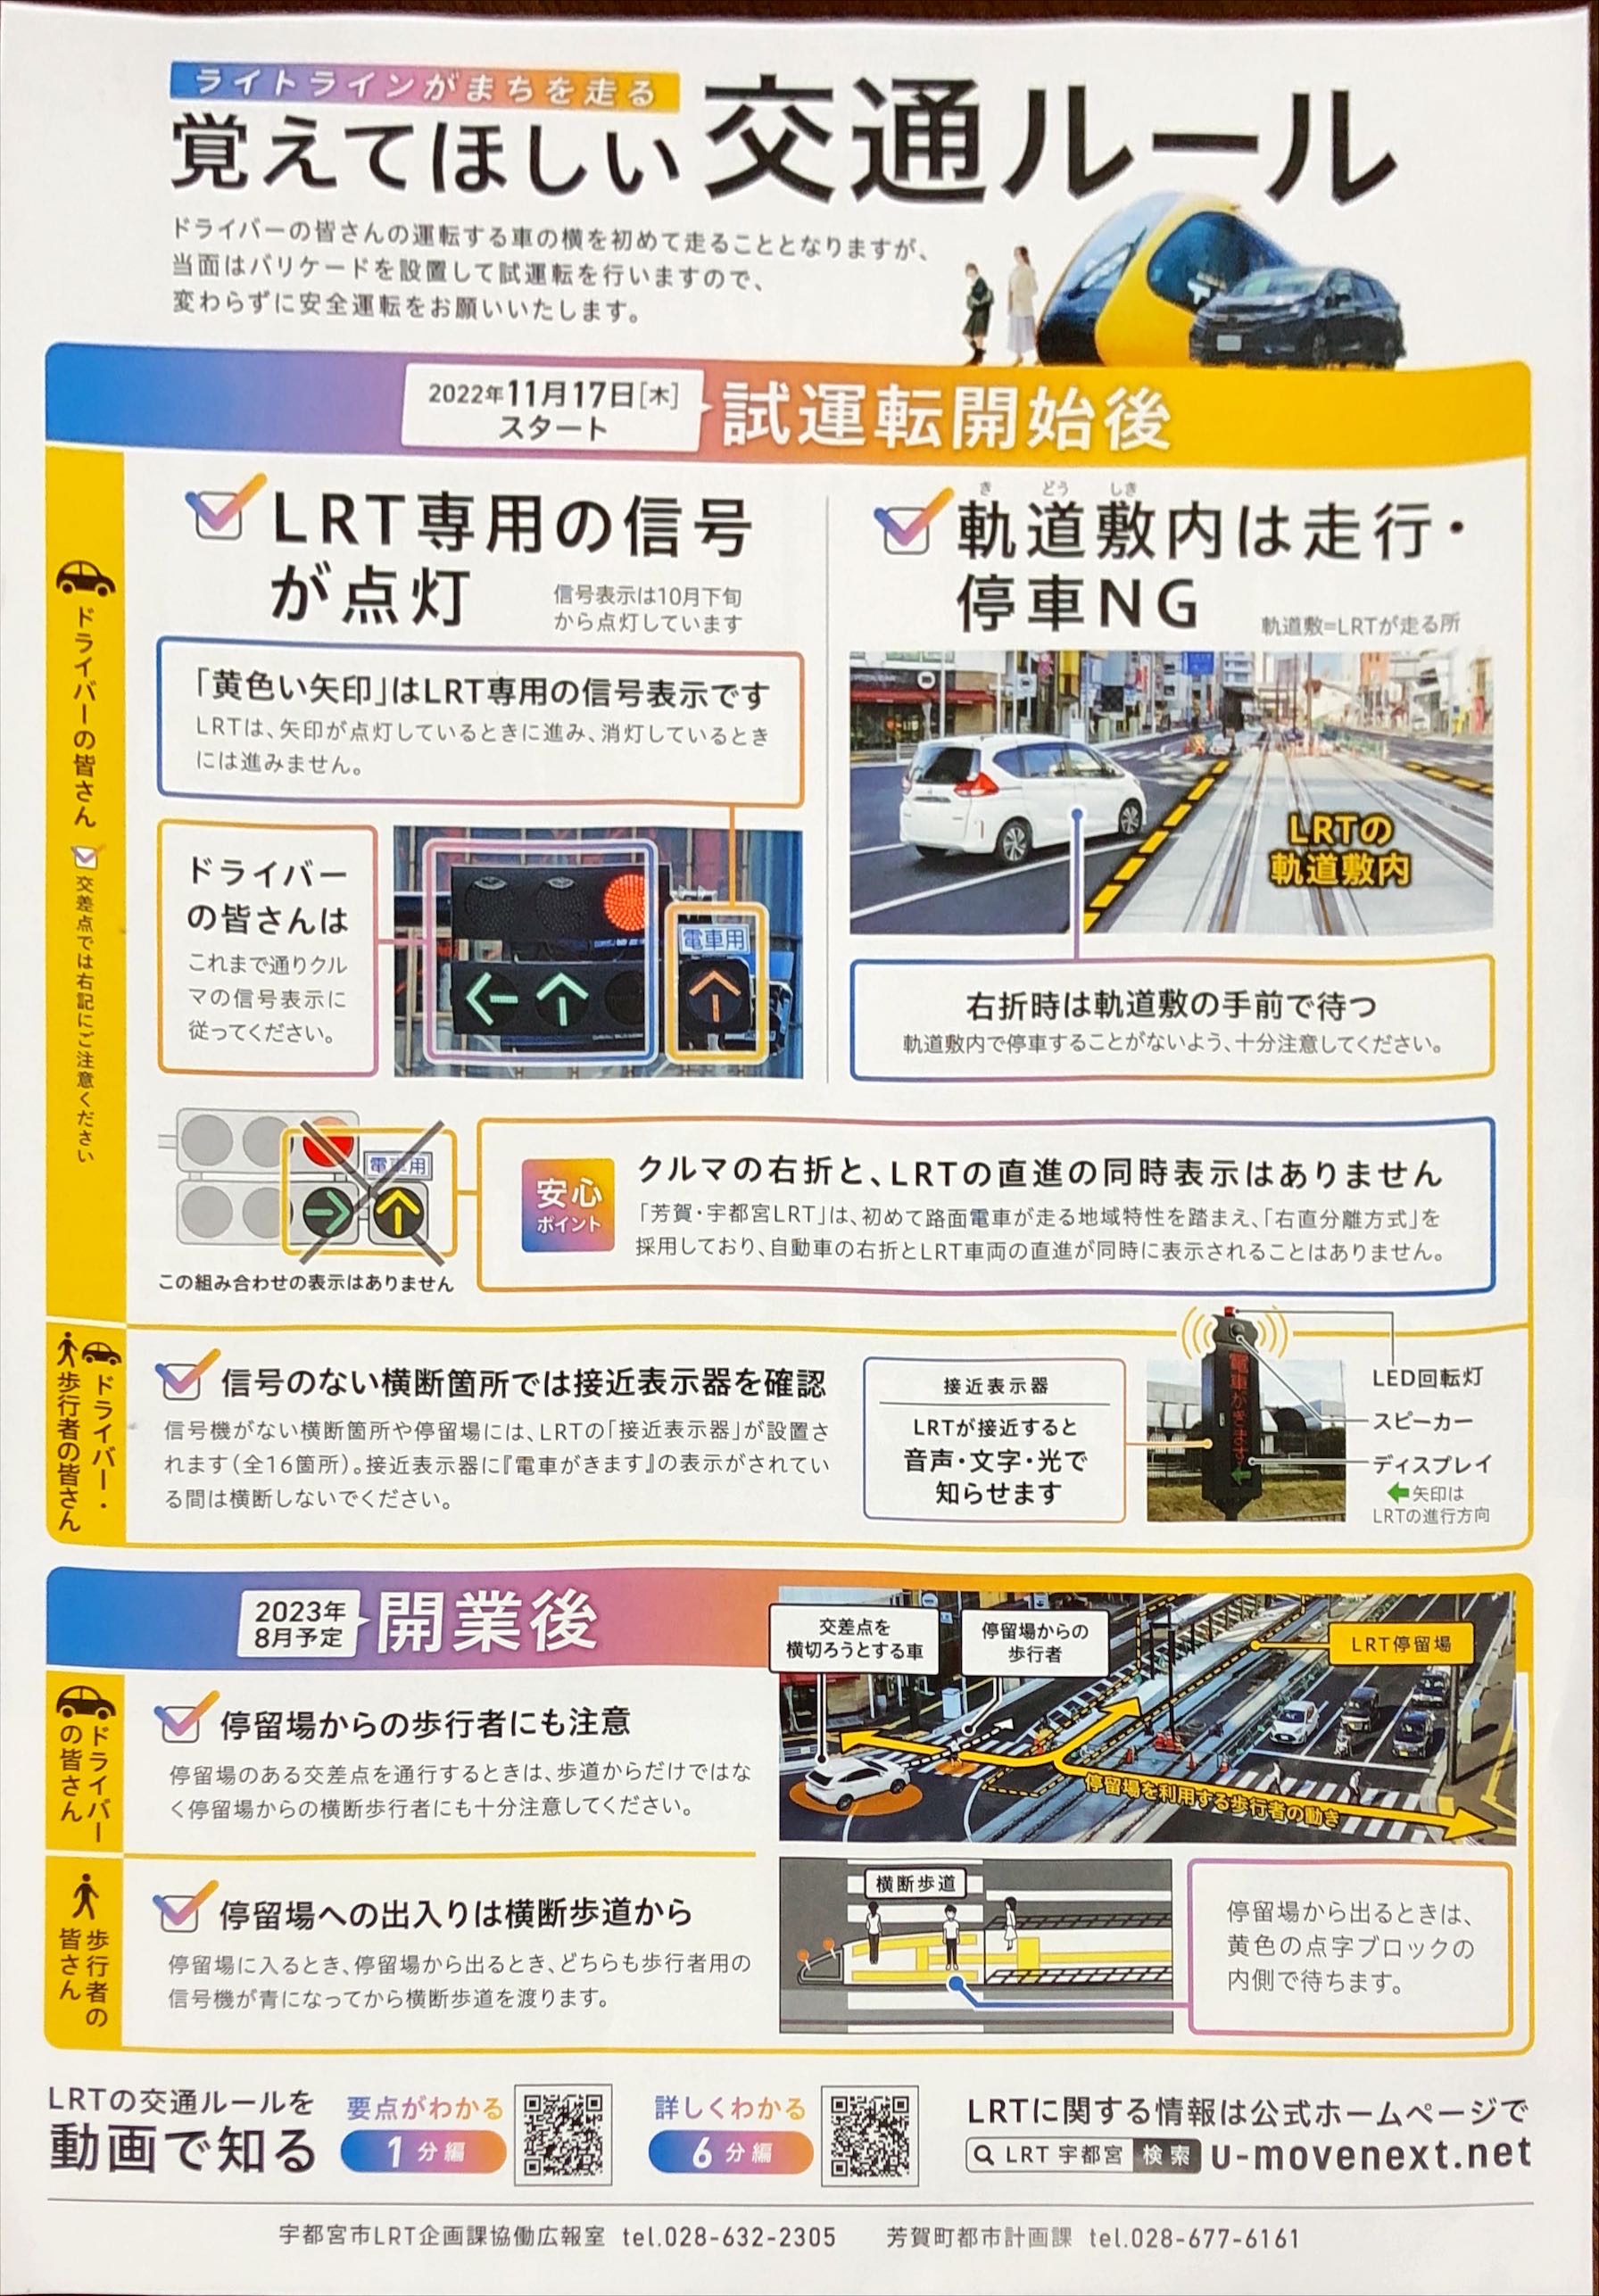 ライトラインがまちを走る
覚えてほしい交通ルール
ドライバーの皆さんの運転する車の横を初めて走ることとなりますが、
当面はバリケードを設置して試運転を行いますので、
変わらずに安全運転をお願いいたします。
2022年11月17日[木]
スタート
試運転開始後
ドライバーの皆さん
交差点では右記にご注意ください
LRT専用の信号
が点灯
信号表示は10月下旬
から点灯しています
「黄色い矢印」はLRT専用の信号表示です
LRTは、矢印が点灯しているときに進み、消灯しているとき
には進みません。
ドライバー
の皆さんは
これまで通りクル
マの信号表示に
従ってください。
電車用
き どう しき
軌道敷内は走行・
停車NG
軌道敷=LRTが走る所
LRTの
軌道敷内
右折時は軌道敷の手前で待つ
軌道敷内で停車することがないよう、十分注意してください。
電車用
この組み合わせの表示はありません
安心
ポイント
クルマの右折と、LRTの直進の同時表示はありません
「芳賀・宇都宮LRT」は、初めて路面電車が走る地域特性を踏まえ、「右直分離方式」を
採用しており、自動車の右折とLRT車両の直進が同時に表示されることはありません。
ドライバー・
歩行者の皆さん
信号のない横断箇所では接近表示器を確認
信号機がない横断箇所や停留場には、LRTの「接近表示器」が設置さ
れます（全16箇所）。接近表示器に『電車がきます』の表示がされてい
る間は横断しないでください。
接近表示器
LRTが接近すると
音声・文字・光で
知らせます
電車がきます
LED回転灯
スピーカー
ディスプレイ
矢印は
LRTの進行方向
2023年
8月予定
開業後
ドライバー
の皆さん
停留場からの歩行者にも注意
停留場のある交差点を通行するときは、歩道からだけではな
く停留場からの横断歩行者にも十分注意してください。
交差点を
横切ろうとする車
停留場からの
歩行者
LRT停留場
停留場を利用する歩行者の動き
歩行者の
皆さん
停留場への出入りは横断歩道から
停留場に入るとき、停留場から出るとき、どちらも歩行者用の
信号機が青になってから横断歩道を渡ります。
横断歩道
停留場から出るときは、
黄色の点字ブロックの
内側で待ちます。
LRTの交通ルールを
動画で知る
要点がわかる
1分編
詳しくわかる
6分編
LRTに関する情報は公式ホームページで
LRT 宇都宮 検索 u-movenext.net
宇都宮市LRT企画課協働広報室 tel.028-632-2305 芳賀町都市計画課 tel.028-677-6161